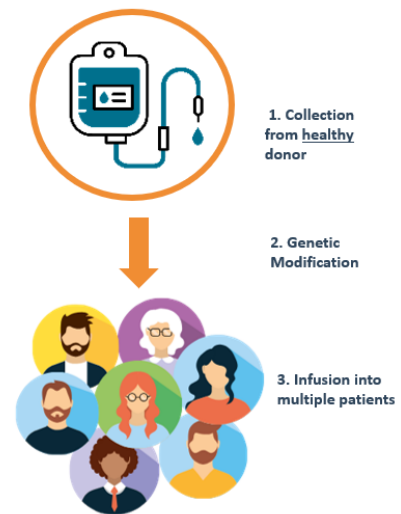 1. Collection
from healthy
donor
2. Genetic
Modification
3. Infusion into
multiple patients